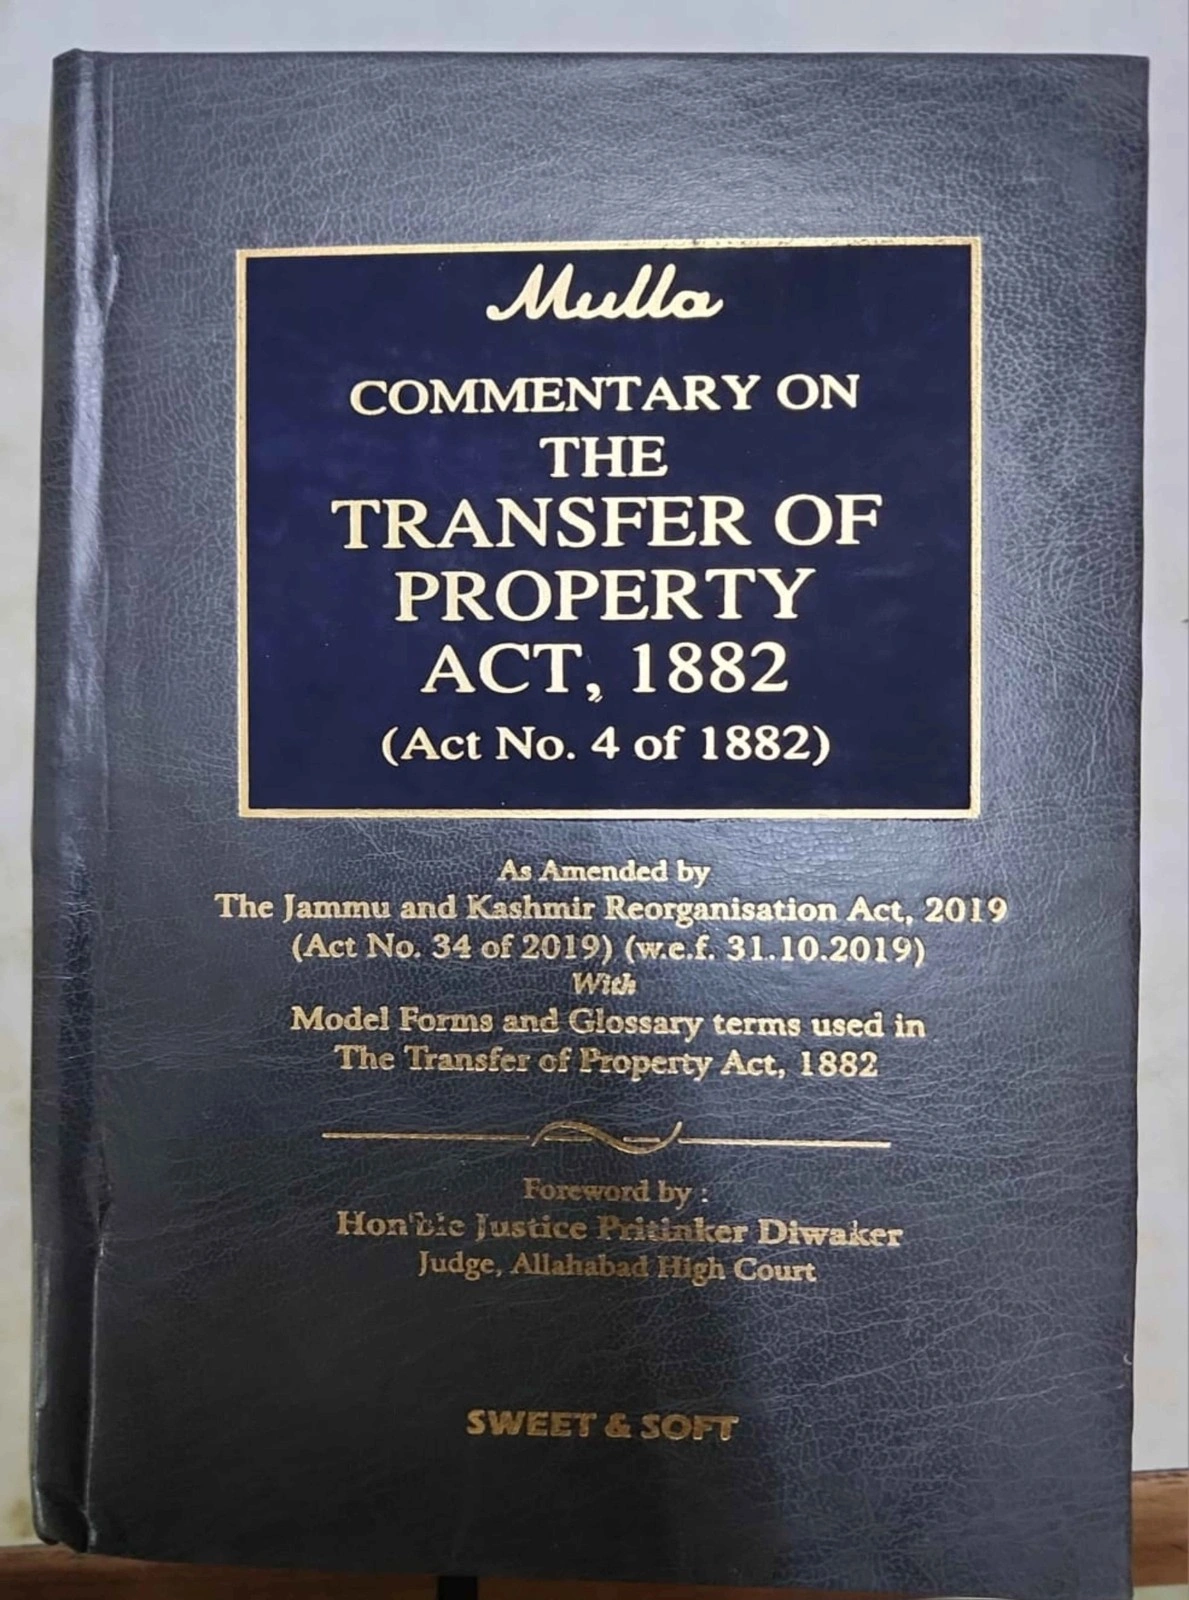 Mulla
COMMENTARY ON
THE
TRANSFER OF
PROPERTY
ACT, 1882
(Act No. 4 of 1882)
As Amended by
The Jammu and Kashmir Reorganisation Act, 2019
(Act No. 34 of 2019) (w.e.f. 31.10.2019)
With
Model Forms and Glossary terms used in
The Transfer of Property Act, 1882
Foreword by :
Hon'ble Justice Pritinker Diwaker
Judge, Allahabad High Court
SWEET & SOFT